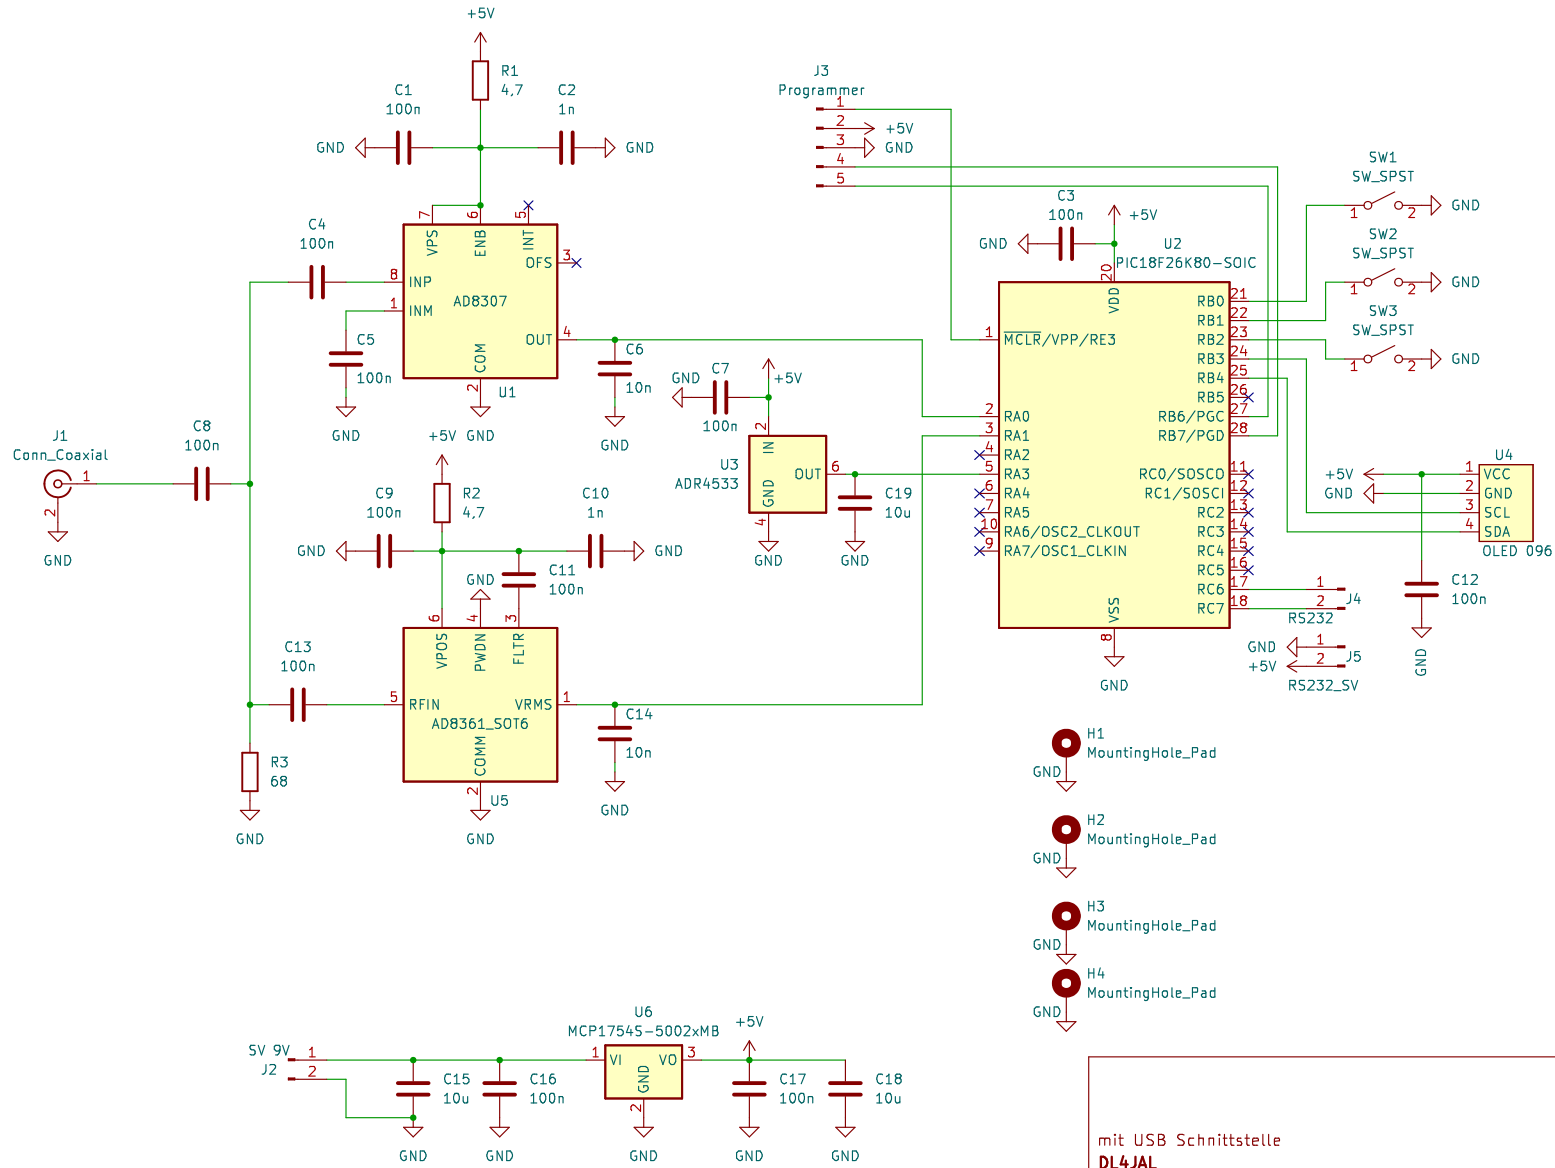 +5V
R1
4,7
C1
100n
C2
1n
GND
GND
7
6
5
VPS
ENB
INT
OFS
3
C4
100n
8
INP
AD8307
1
INM
OUT
4
COM
2
U1
GND
C5
100n
GND
C6
10n
GND
J1
Conn_Coaxial
1
2
GND
C8
100n
+5V
R2
4,7
C9
100n
C10
1n
GND
GND
GND
C11
100n
6
4
3
VPOS
PWDN
FLTR
C13
100n
5
RFIN
VRMS
1
AD8361_SOT6
COMM
2
U5
GND
C14
10n
GND
R3
68
GND
J3
Programmer
1
2
+5V
3
GND
4
5
C7
100n
GND
+5V
2
IN
U3
ADR4533
OUT
6
GND
4
GND
C19
10u
GND
C3
100n
GND
+5V
U2
PIC18F26K80-SOIC
20
VDD
1
MCLR/VPP/RE3
2
RA0
3
RA1
4
RA2
5
RA3
6
RA4
7
RA5
10
RA6/OSC2_CLKOUT
9
RA7/OSC1_CLKIN
RB0
21
RB1
22
RB2
23
RB3
24
RB4
25
RB5
26
RB6/PGC
27
RB7/PGD
28
RC0/SOSCO
11
RC1/SOSCI
12
RC2
13
RC3
14
RC4
15
RC5
16
RC6
17
RC7
18
VSS
8
GND
SW1
SW_SPST
1
2
GND
SW2
SW_SPST
1
2
GND
SW3
SW_SPST
1
2
GND
U4
+5V
1
VCC
GND
2
GND
3
SCL
4
SDA
OLED 096
C12
100n
GND
1
2
J4
RS232
GND
1
+5V
2
J5
RS232_SV
H1
MountingHole_Pad
GND
H2
MountingHole_Pad
GND
H3
MountingHole_Pad
GND
H4
MountingHole_Pad
GND
SV 9V
1
J2
2
C15
10u
GND
C16
100n
GND
U6
MCP1754S-5002xMB
1
VI
VO
3
GND
2
GND
+5V
C17
100n
GND
C18
10u
GND
mit USB Schnittstelle
DL4JAL